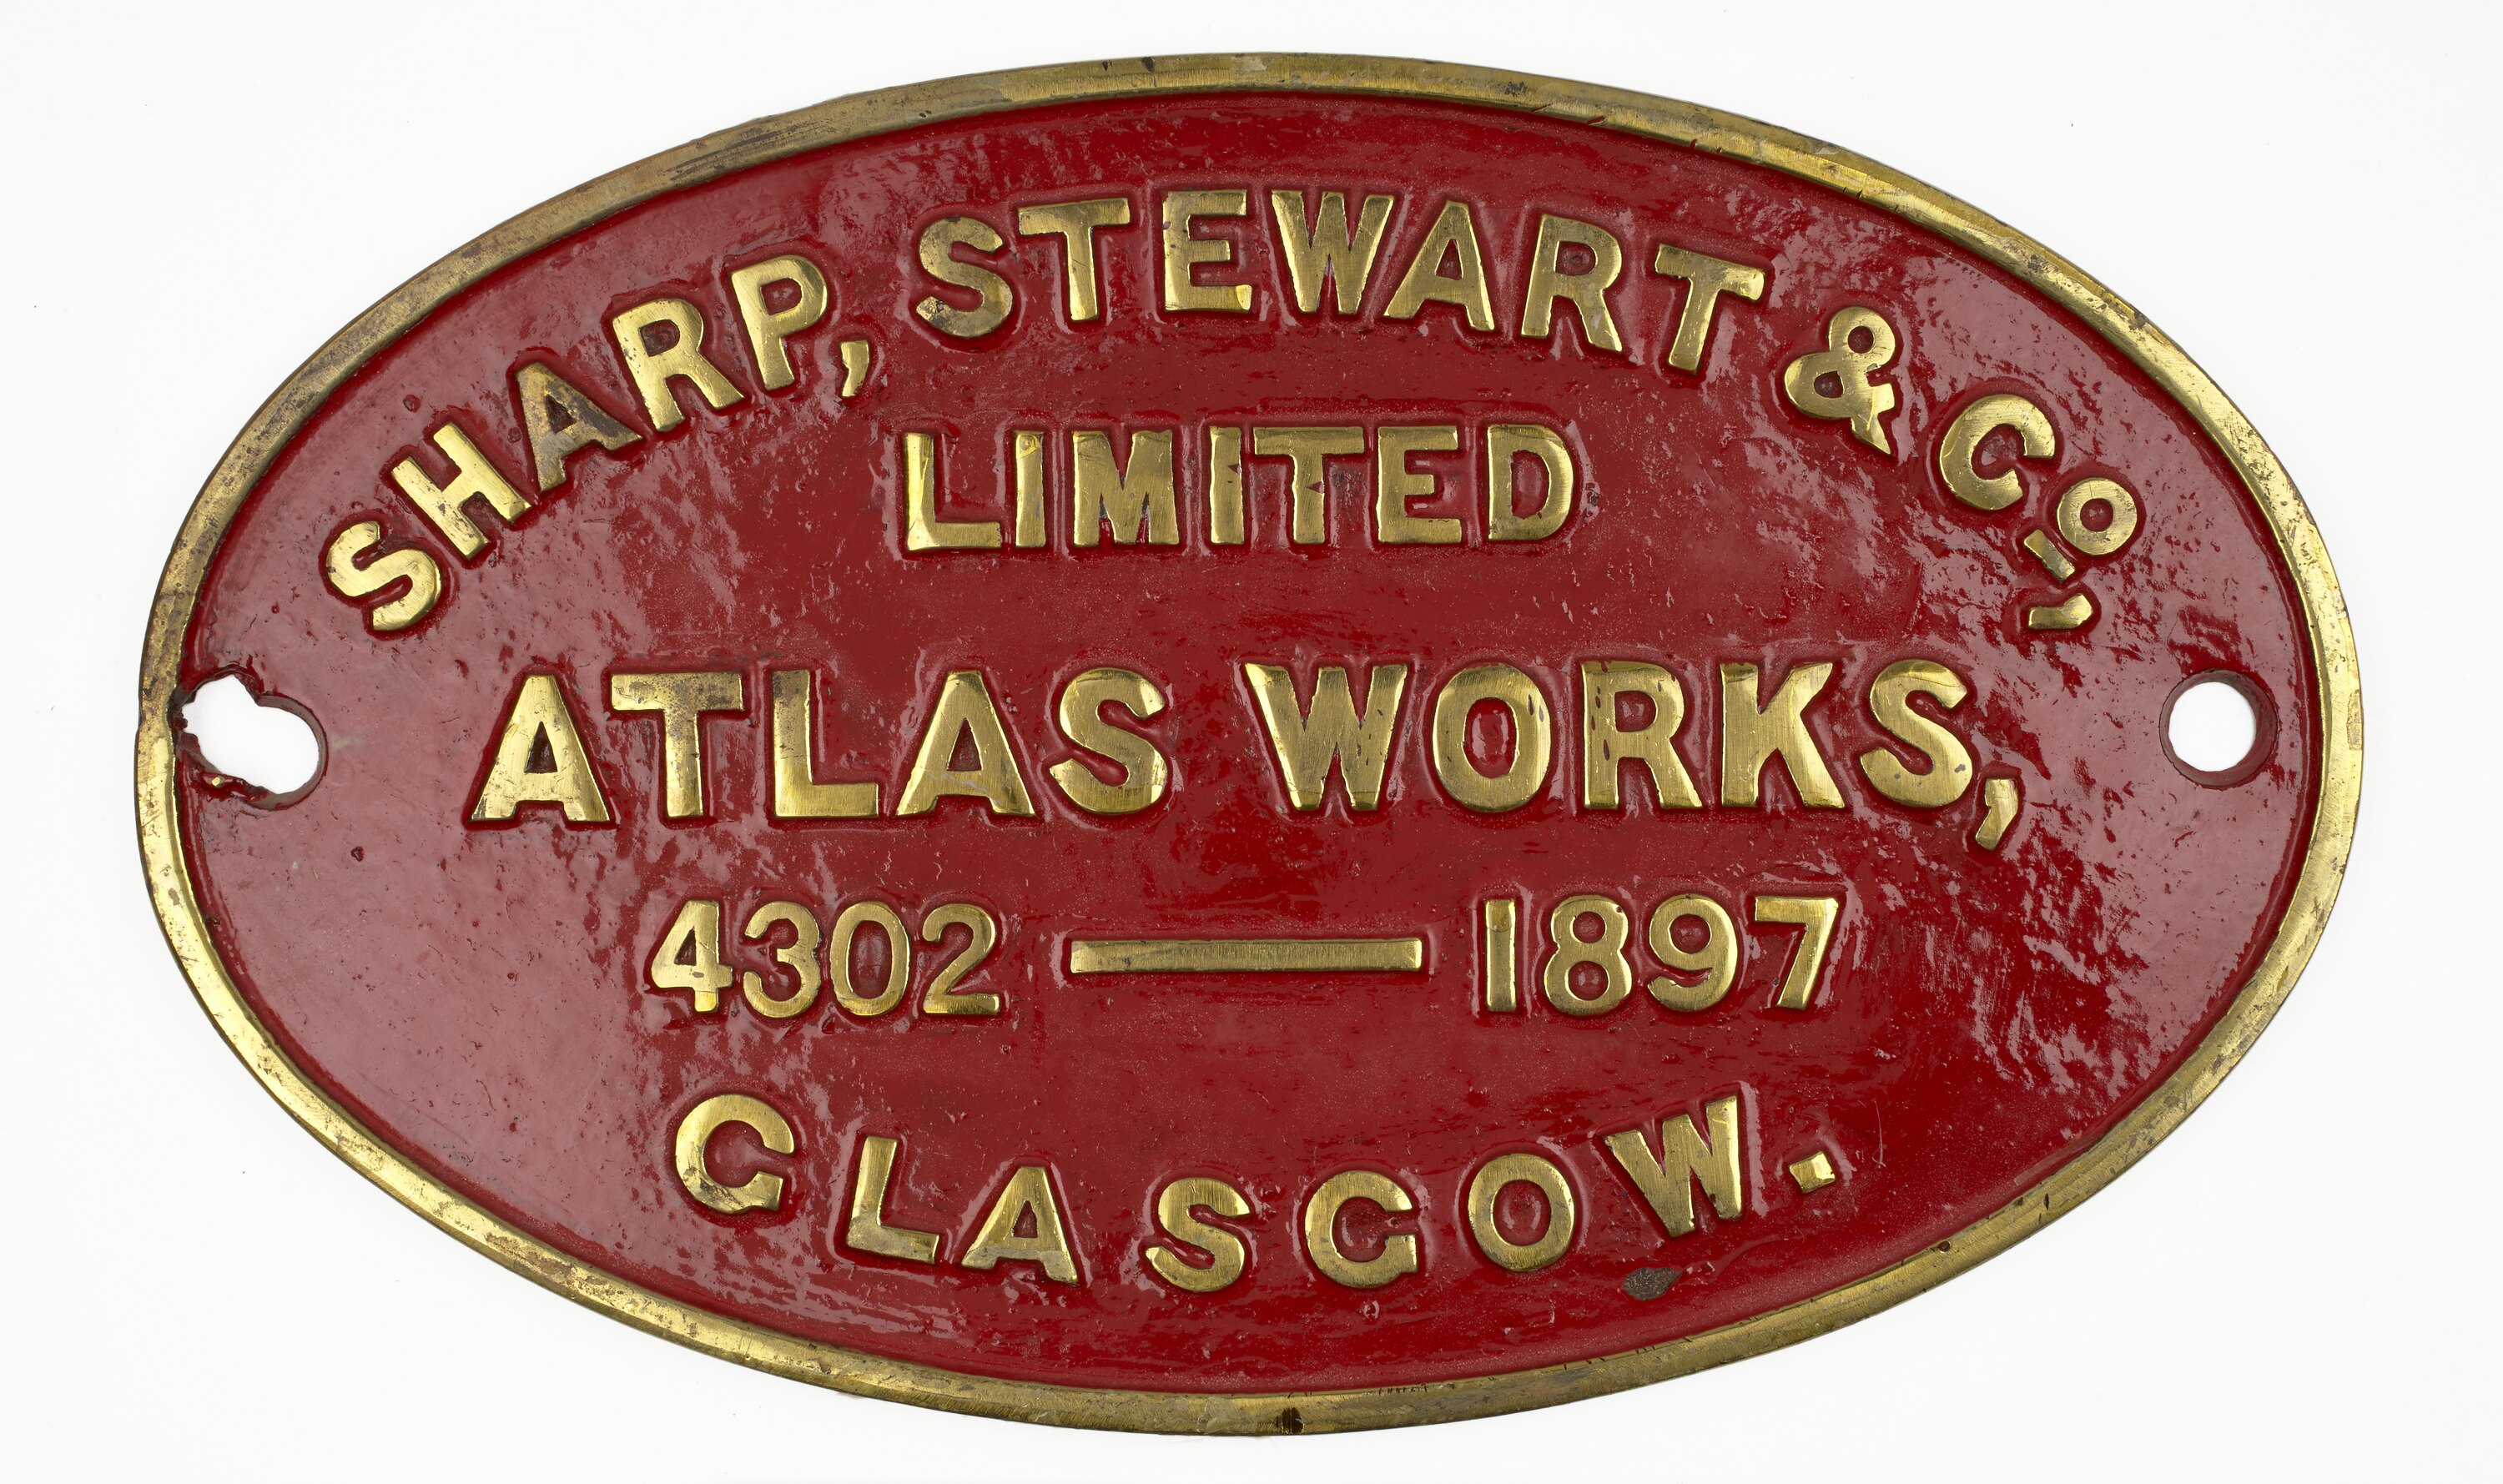 SHARP, STEWART & Co.,
LIMITED
ATLAS WORKS,
4302 — 1897
GLASGOW.